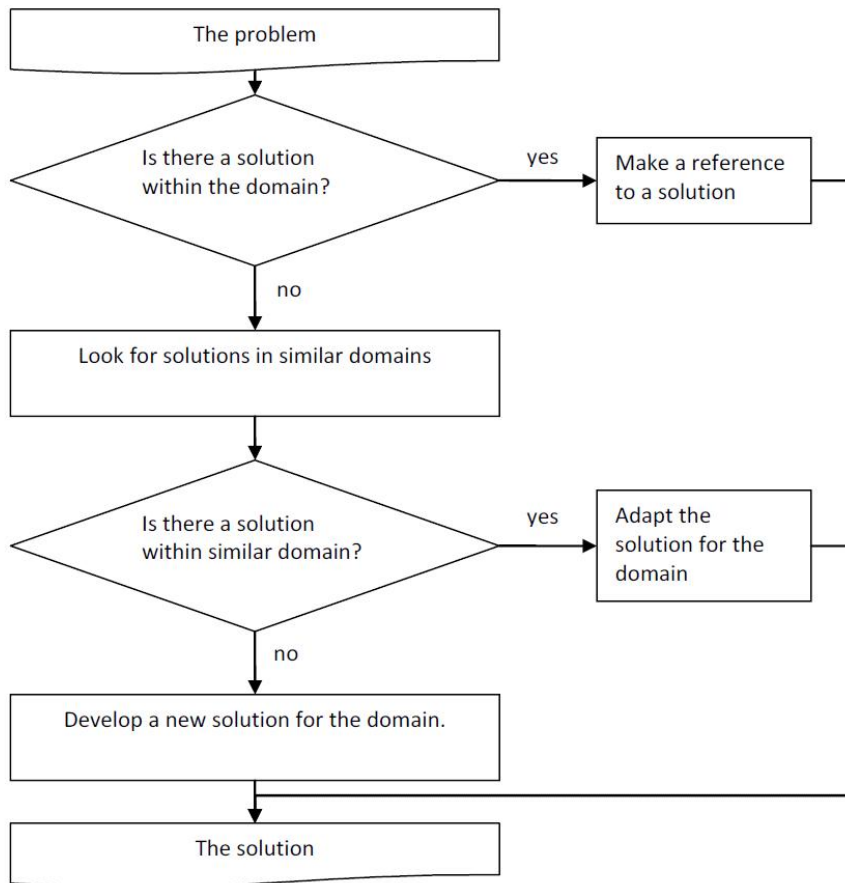 The problem
Is there a solution
within the domain?
yes
Make a reference
to a solution
no
Look for solutions in similar domains
Is there a solution
within similar domain?
yes
Adapt the
solution for the
domain
no
Develop a new solution for the domain.
The solution